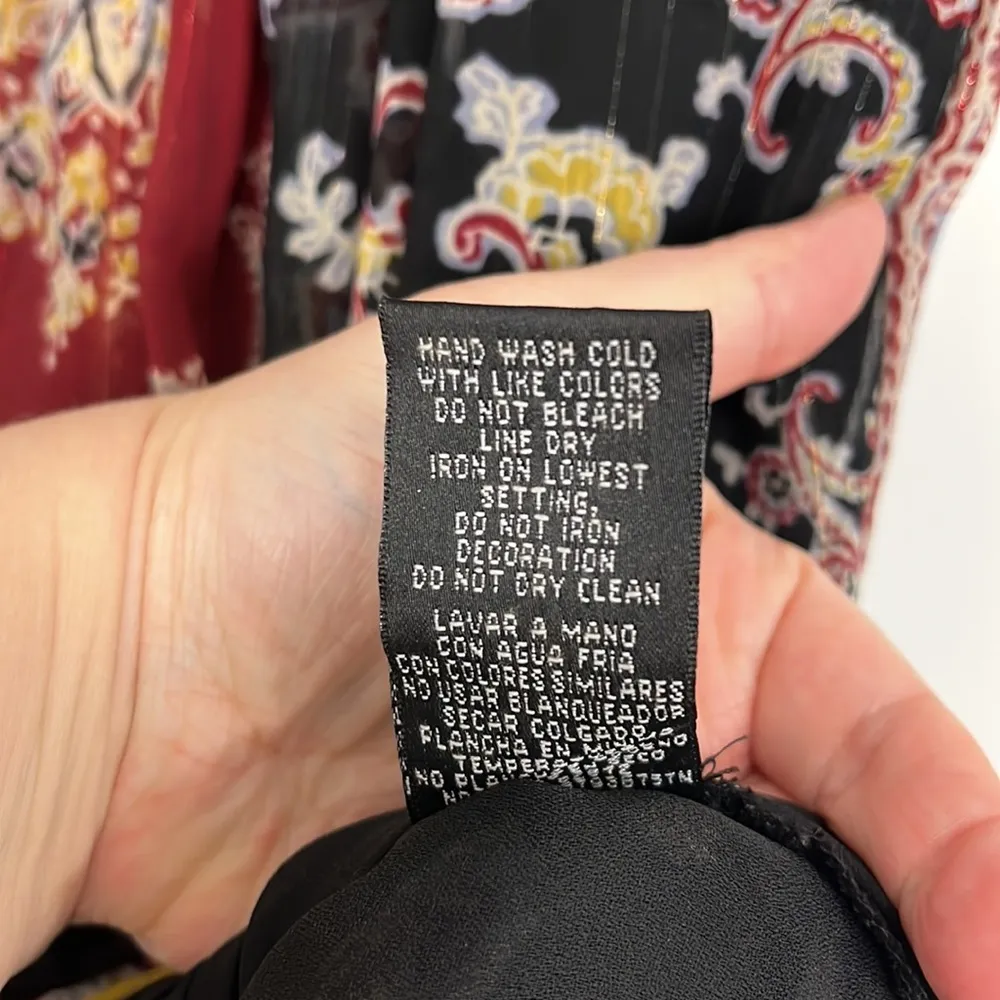 HAND WASH COLD
WITH LIKE COLORS
DO NOT BLEACH
LINE DRY
IRON ON LOWEST
SETTING,
DO NOT IRON
DECORATION
DO NOT DRY CLEAN
LAVAR A MANO
CON AGUA FRIA
CON COLORES SIMILARES
NO USAR BLANQUEADOR
SECAR COLGADO
PLANCHA EN
NO